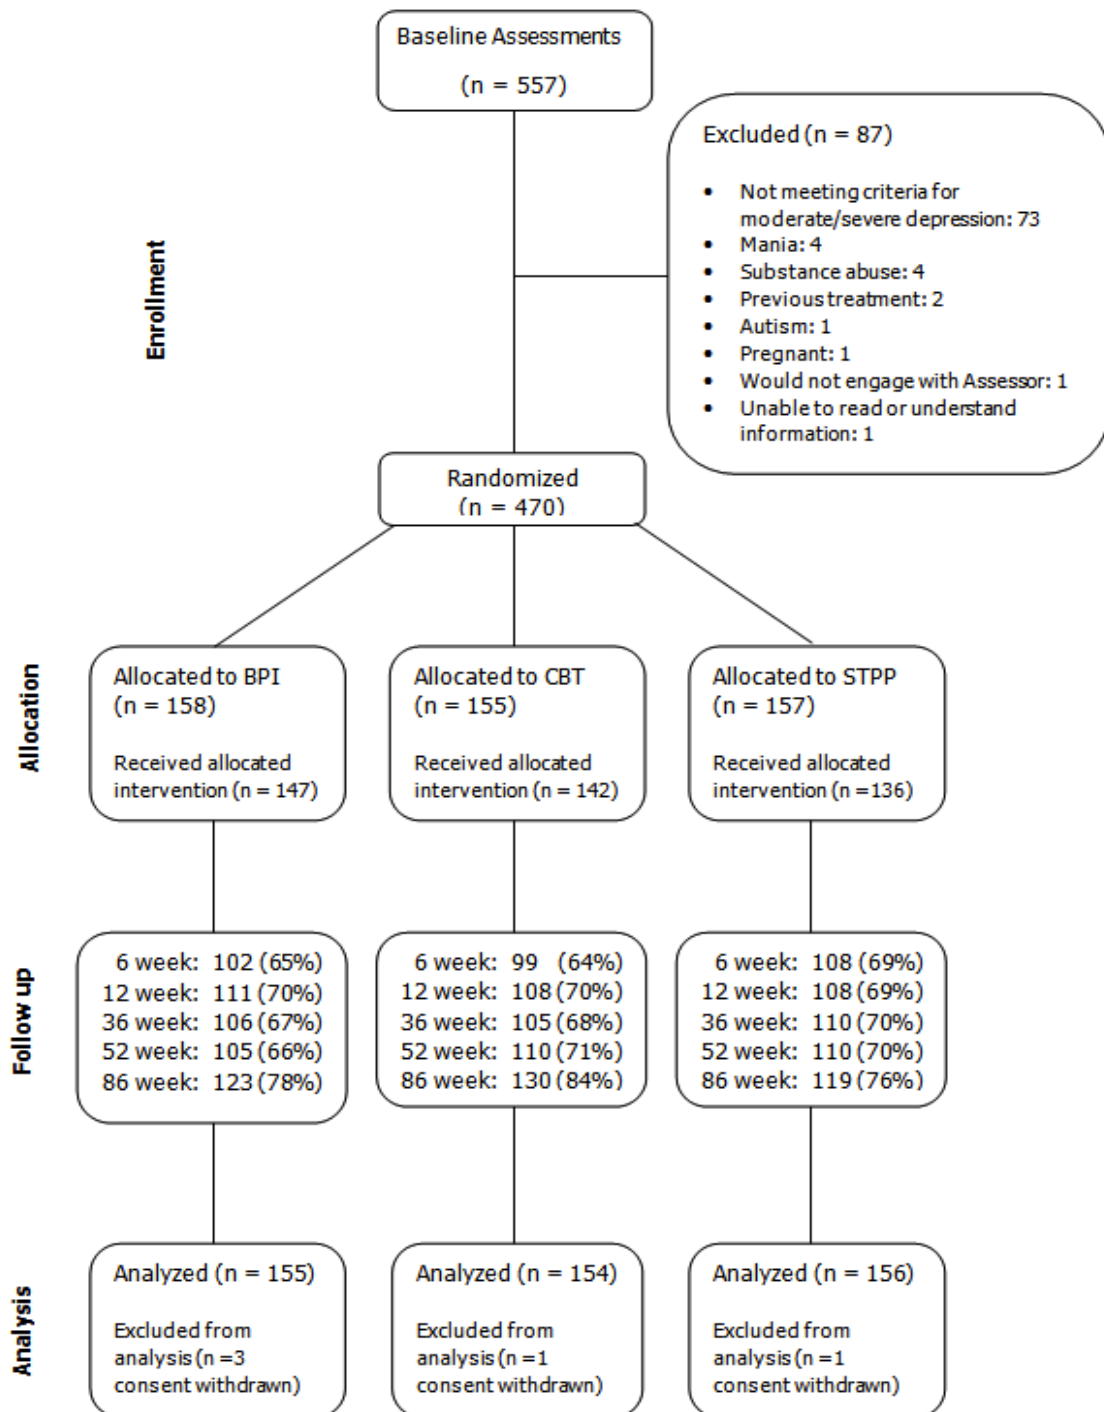 Baseline Assessments
(n = 557)
Excluded (n = 87)
• Not meeting criteria for
moderate/severe depression: 73
• Mania: 4
• Substance abuse: 4
• Previous treatment: 2
• Autism: 1
• Pregnant: 1
• Would not engage with Assessor: 1
• Unable to read or understand
information: 1
Enrollment
Randomized
(n = 470)
Allocation
Allocated to BPI
(n = 158)
Received allocated
intervention (n = 147)
Allocated to CBT
(n = 155)
Received allocated
intervention (n = 142)
Allocated to STPP
(n = 157)
Received allocated
intervention (n =136)
Follow up
6 week: 102 (65%)
12 week: 111 (70%)
36 week: 106 (67%)
52 week: 105 (66%)
86 week: 123 (78%)
6 week: 99 (64%)
12 week: 108 (70%)
36 week: 105 (68%)
52 week: 110 (71%)
86 week: 130 (84%)
6 week: 108 (69%)
12 week: 108 (69%)
36 week: 110 (70%)
52 week: 110 (70%)
86 week: 119 (76%)
Analysis
Analyzed (n = 155)
Excluded from
analysis (n =3
consent withdrawn)
Analyzed (n = 154)
Excluded from
analysis (n =1
consent withdrawn)
Analyzed (n = 156)
Excluded from
analysis (n =1
consent withdrawn)